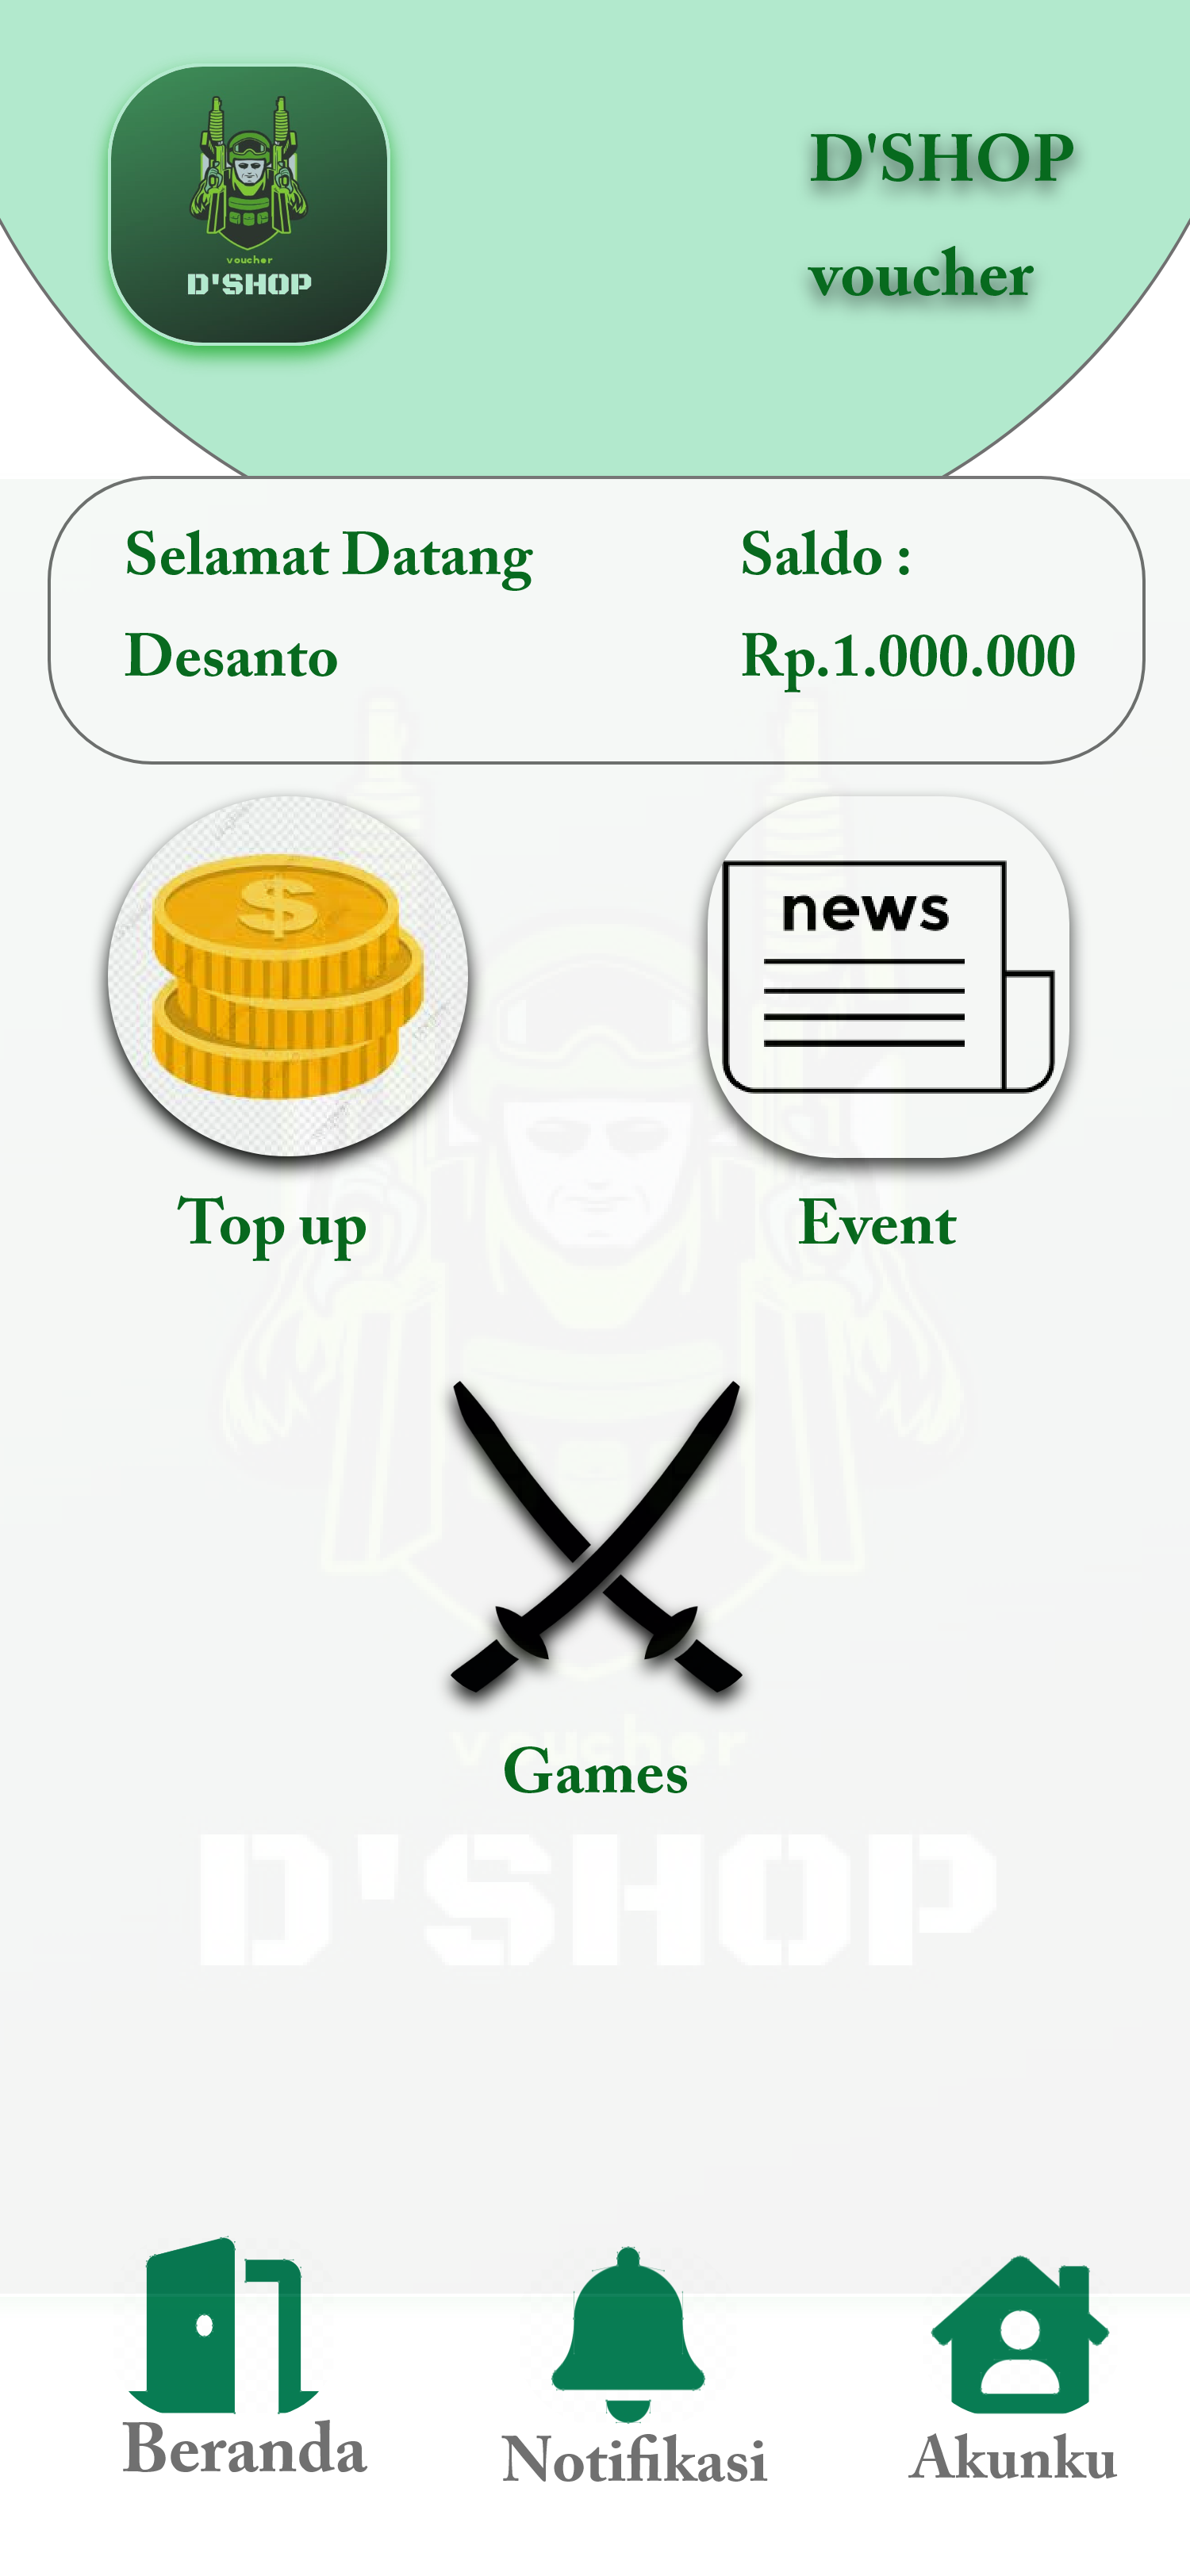 voucher
D'SHOP
D'SHOP
voucher
Selamat Datang
Desanto
Saldo :
Rp.1.000.000
$
news
Top up
Event
voucher
Games
D'SHOP
Beranda
Notifikasi
Akunku